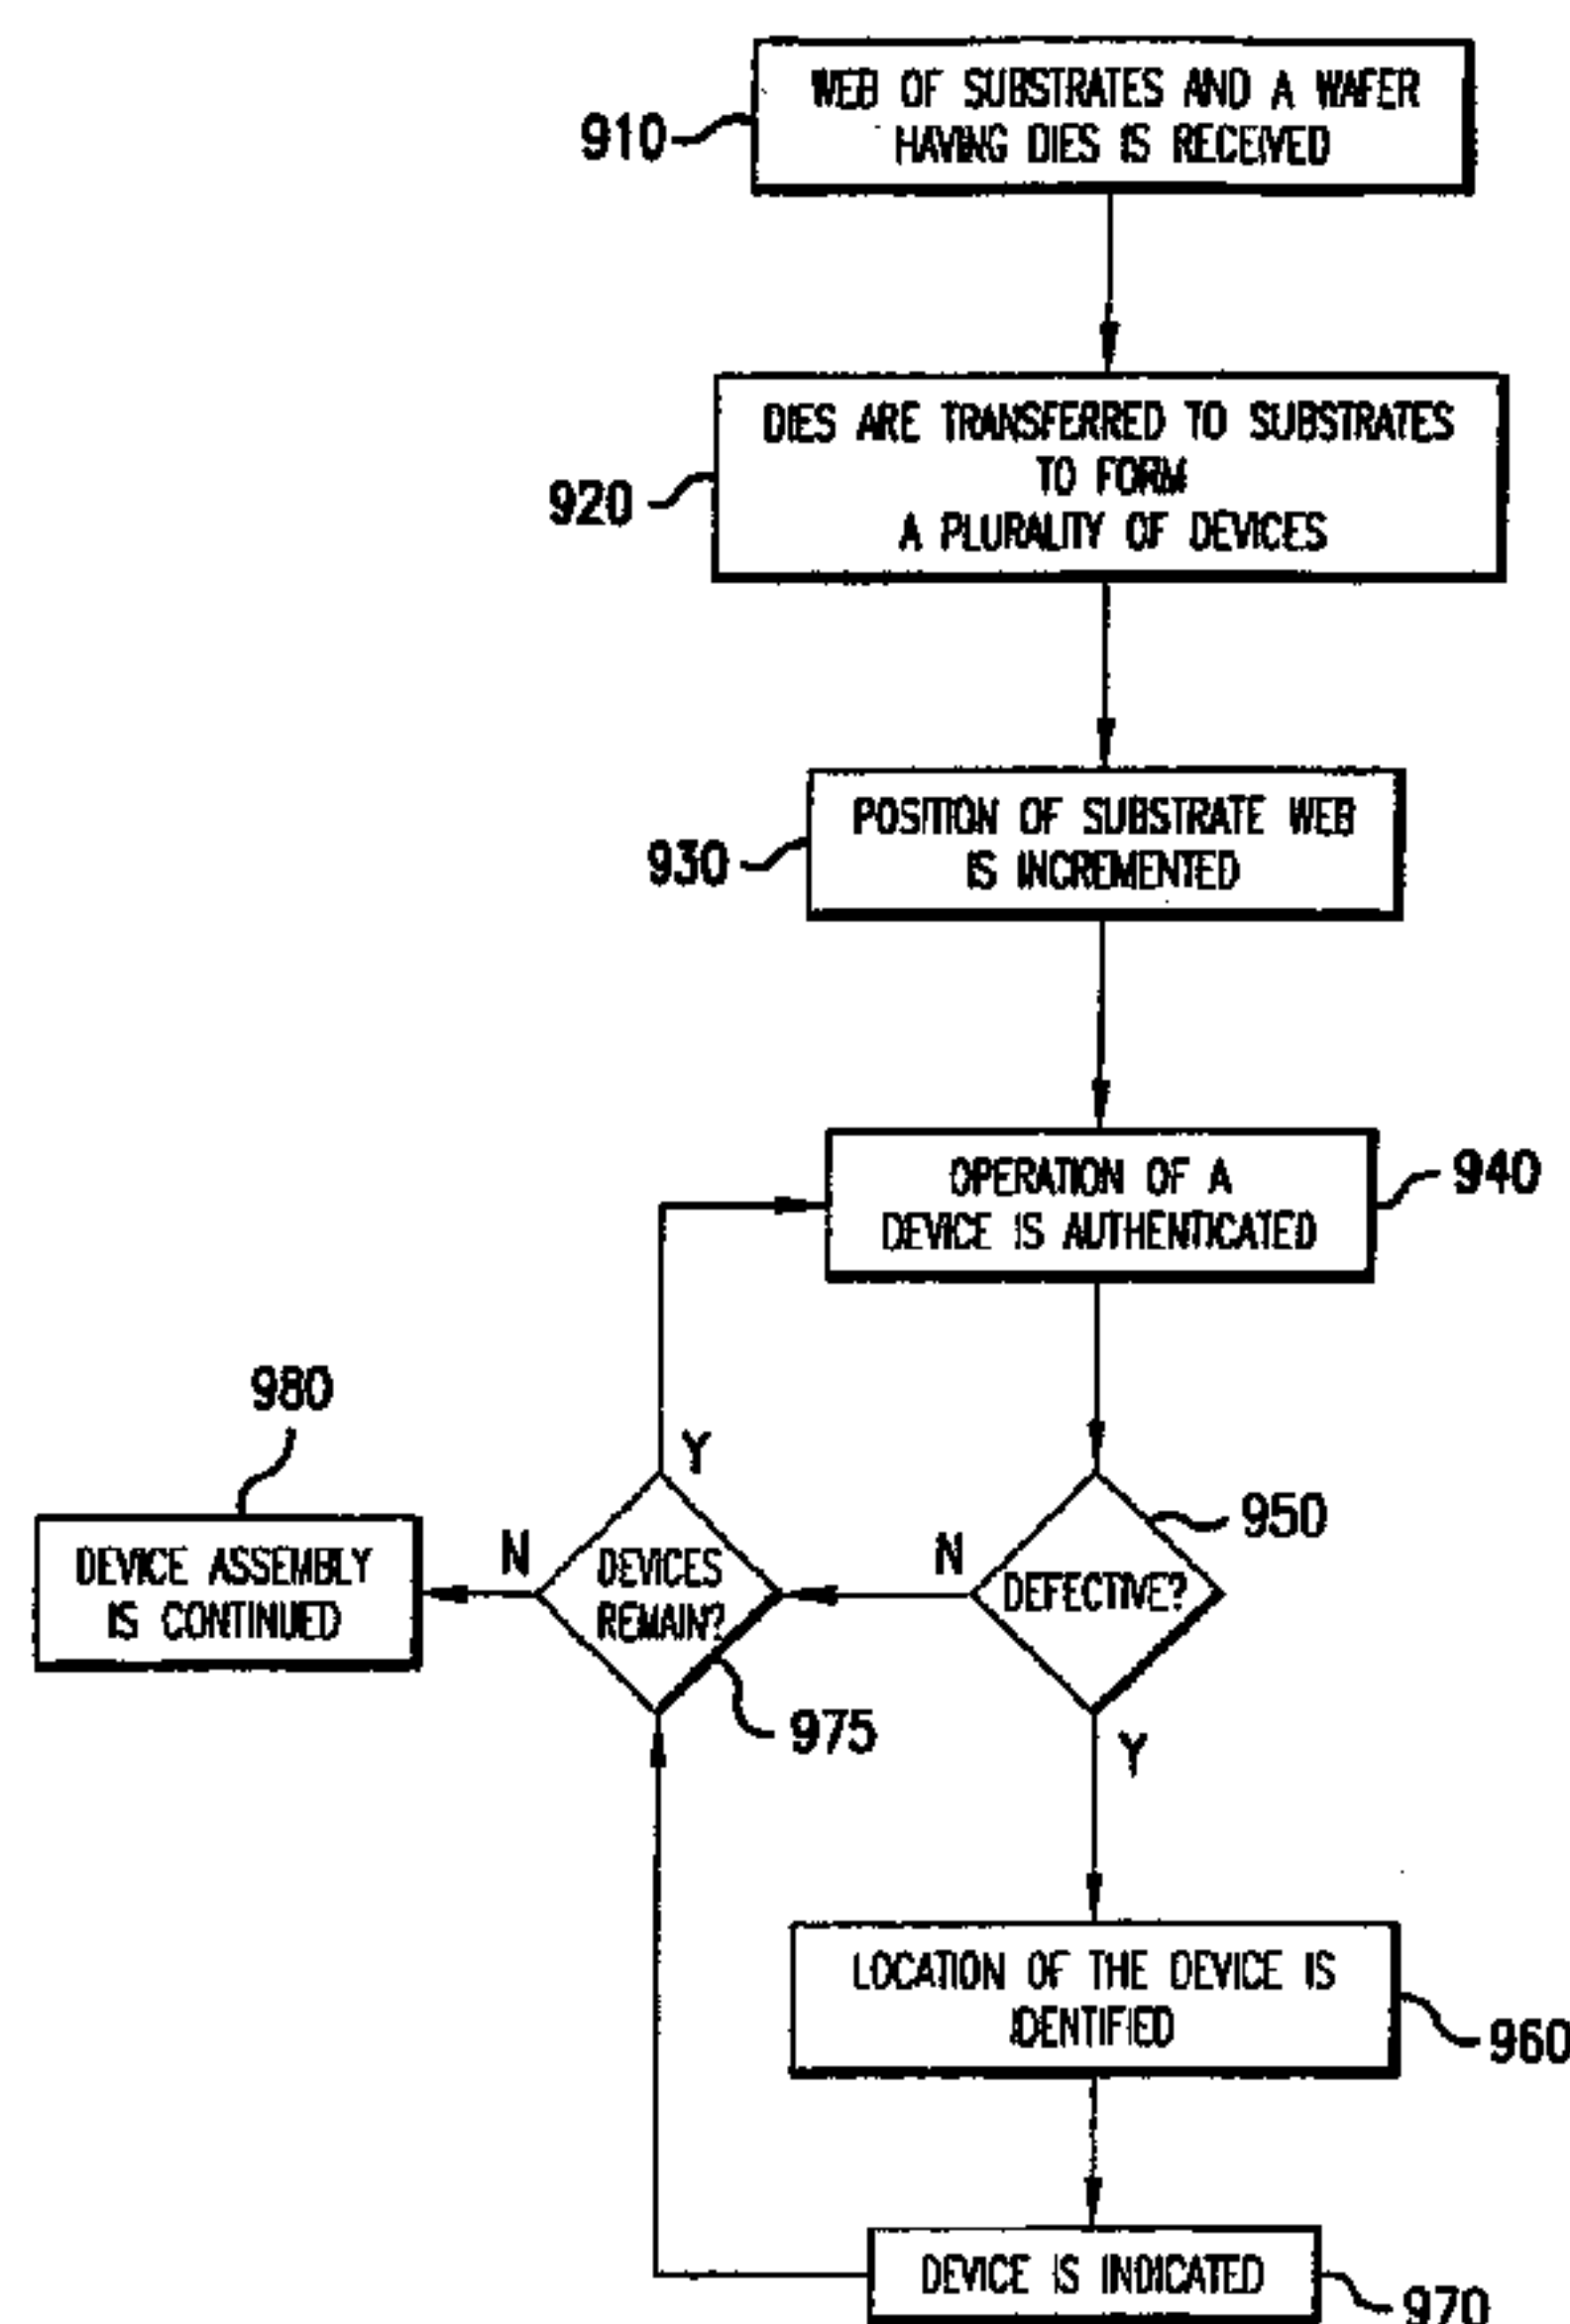 WEB OF SUBSTRATES AND A WAFER
HAVING DIES IS RECEIVED
910
DIES ARE TRANSFERRED TO SUBSTRATES
TO FORM
A PLURALITY OF DEVICES
920
POSITION OF SUBSTRATE WEB
IS INCREMENTED
930
OPERATION OF A
DEVICE IS AUTHENTICATED
940
980
Y
DEVICE ASSEMBLY
IS CONTINUED
N
DEVICES
REMAIN?
N
DEFECTIVE?
950
975
Y
LOCATION OF THE DEVICE IS
IDENTIFIED
960
DEVICE IS INDICATED
970